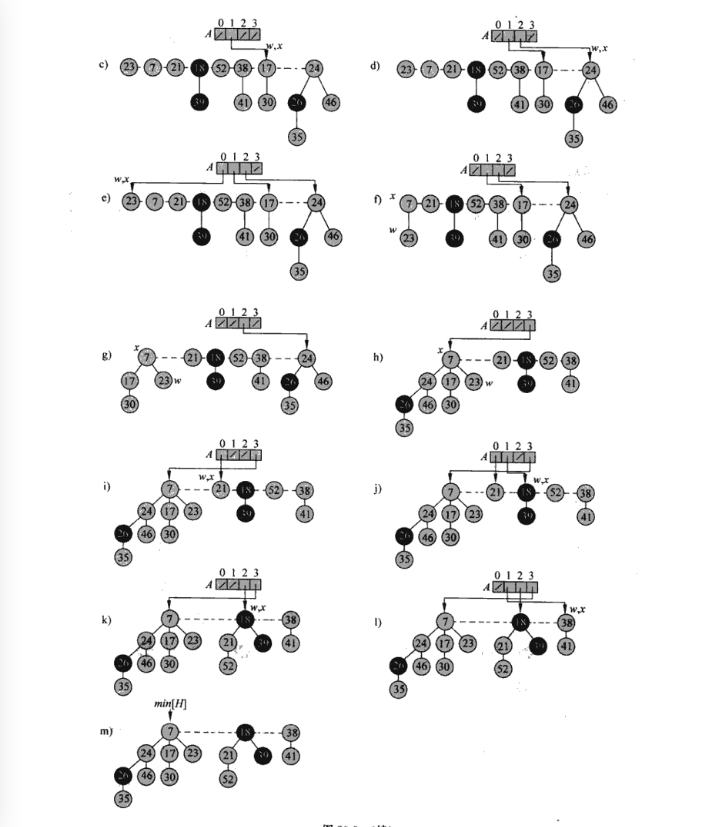 0 1 2 3
A
w,x
c) 23 7 21 18 52 38 17 24
39 41 30 26 46
35
0 1 2 3
A
w,x
d) 23 7 21 18 52 38 17 24
39 41 30 26 46
35
0 1 2 3
A
w,x
e) 23 7 21 18 52 38 17 24
39 41 30 26 46
35
0 1 2 3
A
f) x 7 21 18 52 38 17 24
w 23 39 41 30 26 46
35
0 1 2 3
A
g) x 7 21 18 52 38 24
17 23 w 39 41 26 46
30 35
0 1 2 3
A
h) x 7 21 18 52 38
24 17 23 w 39 41
26 46 30
35
0 1 2 3
A
w,x
i) 7 21 18 52 38
24 17 23 39 41
26 46 30
35
0 1 2 3
A
w,x
j) 7 21 18 52 38
24 17 23 39 41
26 46 30
35
0 1 2 3
A
w,x
k) 7 18 38
24 17 23 21 39 41
26 46 30 52
35
0 1 2 3
A
w,x
l) 7 18 38
24 17 23 21 39 41
26 46 30 52
35
min[H]
m) 7 18 38
24 17 23 21 39 41
26 46 30 52
35